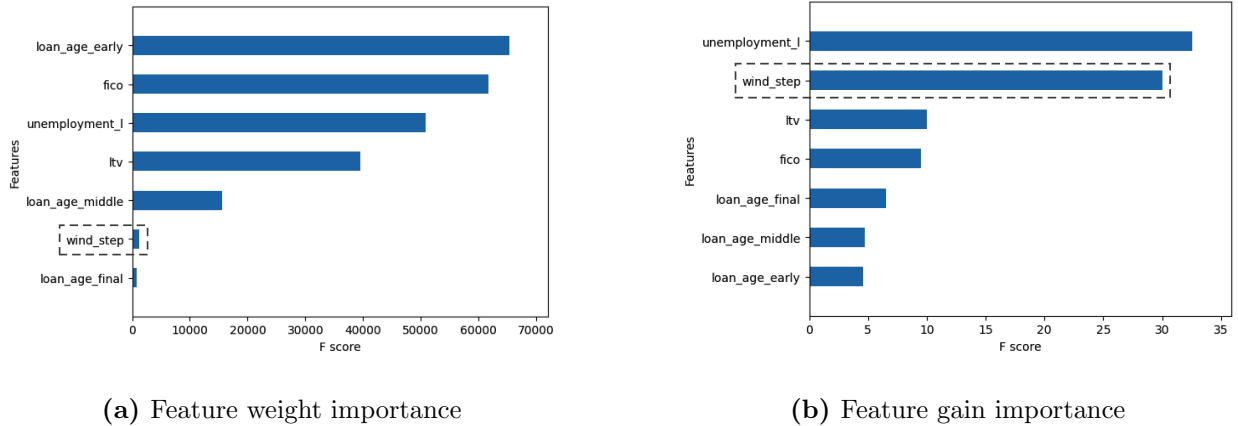 loan_age_early
fico
unemployment_l
ltv
loan_age_middle
wind_step
loan_age_final
Features
0 10000 20000 30000 40000 50000 60000 70000
F score
(a) Feature weight importance
unemployment_l
wind_step
ltv
fico
loan_age_final
loan_age_middle
loan_age_early
Features
0 5 10 15 20 25 30 35
F score
(b) Feature gain importance